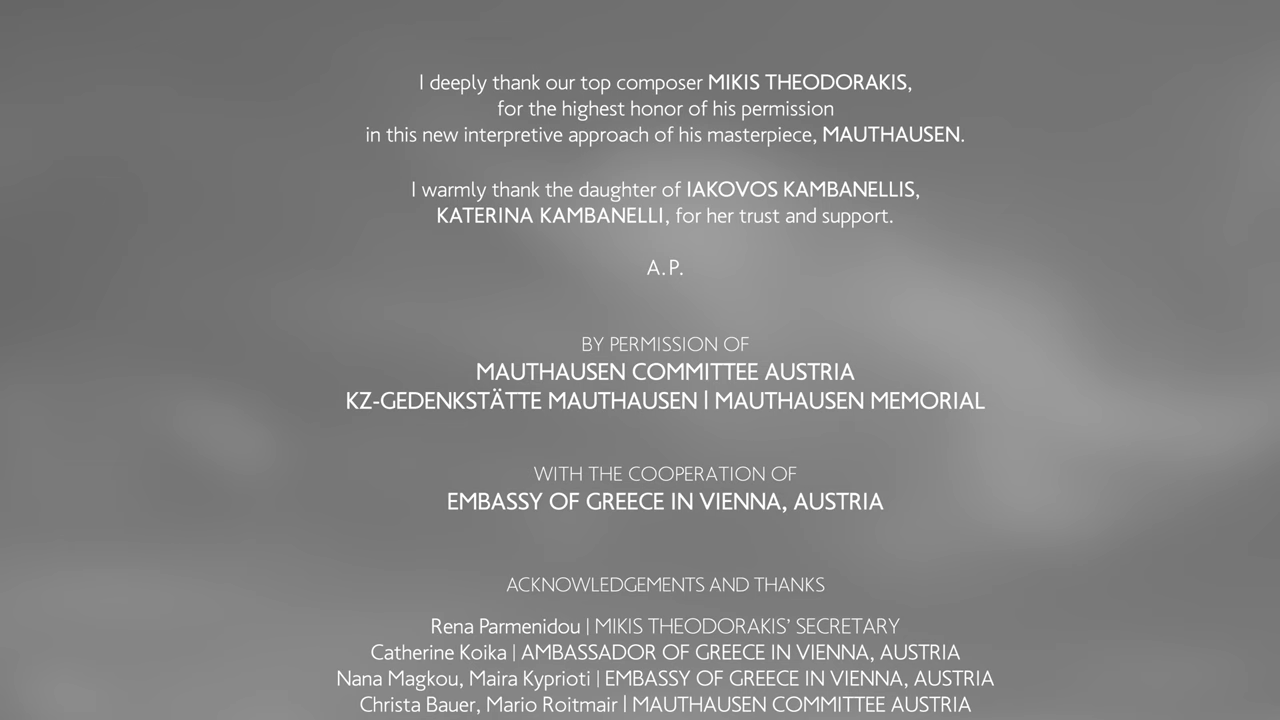 I deeply thank our top composer MIKIS THEODORAKIS,
for the highest honor of his permission
in this new interpretive approach of his masterpiece, MAUTHAUSEN.
I warmly thank the daughter of IAKOVOS KAMBANELLIS,
KATERINA KAMBANELLI, for her trust and support.
A.P.
BY PERMISSION OF
MAUTHAUSEN COMMITTEE AUSTRIA
KZ-GEDENKSTÄTTE MAUTHAUSEN | MAUTHAUSEN MEMORIAL
WITH THE COOPERATION OF
EMBASSY OF GREECE IN VIENNA, AUSTRIA
ACKNOWLEDGEMENTS AND THANKS
Rena Parmenidou | MIKIS THEODORAKIS’ SECRETARY
Catherine Koika | AMBASSADOR OF GREECE IN VIENNA, AUSTRIA
Nana Magkou, Maira Kyprioti | EMBASSY OF GREECE IN VIENNA, AUSTRIA
Christa Bauer, Mario Roitmair | MAUTHAUSEN COMMITTEE AUSTRIA